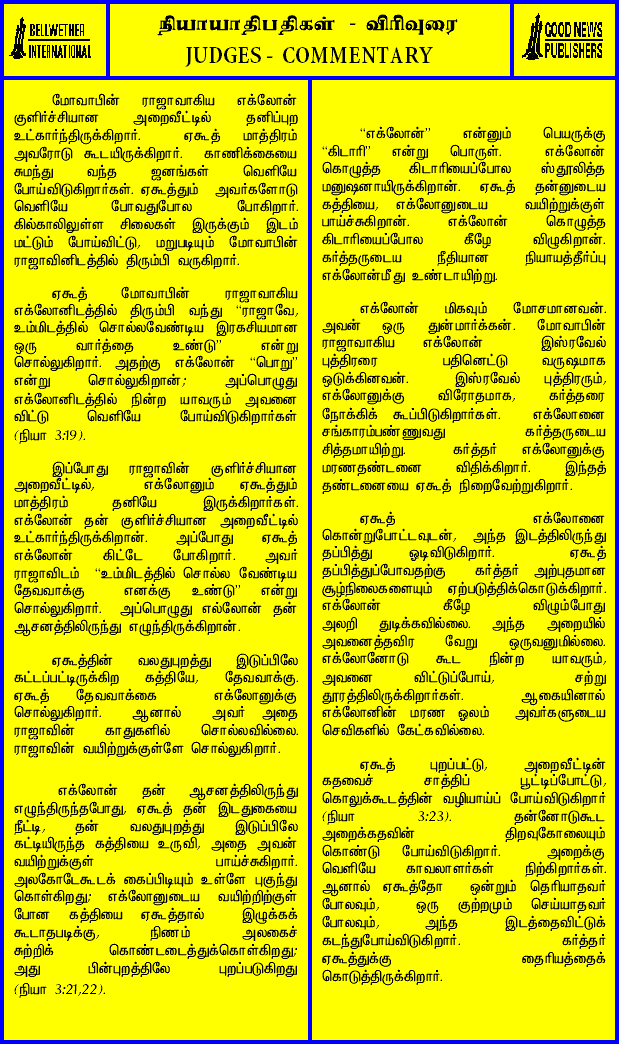 BELLWETHER
INTERNATIONAL
நியாயாதிபதிகள் - விரிவுரை
JUDGES - COMMENTARY
GOOD NEWS
PUBLISHERS
மோவாபின் ராஜாவாகிய எக்லோன்
குளிர்ச்சியான அறைவீட்டில் தனிப்புற
உட்கார்ந்திருக்கிறார். ஏகூத் மாத்திரம்
அவரோடு கூடயிருக்கிறார். காணிக்கையை
சுமந்து வந்த ஜனங்கள் வெளியே
போய்விடுகிறார்கள். ஏகூத்தும் அவர்களோடு
வெளியே போவதுபோல போகிறார்.
கில்காலிலுள்ள சிலைகள் இருக்கும் இடம்
மட்டும் போய்விட்டு, மறுபடியும் மோவாபின்
ராஜாவினிடத்தில் திரும்பி வருகிறார்.
ஏகூத் மோவாபின் ராஜாவாகிய
எக்லோனிடத்தில் திரும்பி வந்து “ராஜாவே,
உம்மிடத்தில் சொல்லவேண்டிய இரகசியமான
ஒரு வார்த்தை உண்டு” என்று
சொல்லுகிறார். அதற்கு எக்லோன் “பொறு”
என்று சொல்லுகிறான்; அப்பொழுது
எக்லோனிடத்தில் நின்ற யாவரும் அவனை
விட்டு வெளியே போய்விடுகிறார்கள்
(நியா 3:19).
இப்போது ராஜாவின் குளிர்ச்சியான
அறைவீட்டில், எக்லோனும் ஏகூத்தும்
மாத்திரம் தனியே இருக்கிறார்கள்.
எக்லோன் தன் குளிர்ச்சியான அறைவீட்டில்
உட்கார்ந்திருக்கிறான். அப்போது ஏகூத்
எக்லோன் கிட்டே போகிறார். அவர்
ராஜாவிடம் “உம்மிடத்தில் சொல்ல வேண்டிய
தேவவாக்கு எனக்கு உண்டு” என்று
சொல்லுகிறார். அப்பொழுது எல்லோன் தன்
ஆசனத்திலிருந்து எழுந்திருக்கிறான்.
ஏகூத்தின் வலதுபுறத்து இடுப்பிலே
கட்டப்பட்டிருக்கிற கத்தியே, தேவவாக்கு.
ஏகூத் தேவவாக்கை எக்லோனுக்கு
சொல்லுகிறார். ஆனால் அவர் அதை
ராஜாவின் காதுகளில் சொல்லவில்லை.
ராஜாவின் வயிற்றுக்குள்ளே சொல்லுகிறார்.
எக்லோன் தன் ஆசனத்திலிருந்து
எழுந்திருந்தபோது, ஏகூத் தன் இடதுகையை
நீட்டி, தன் வலதுபுறத்து இடுப்பிலே
கட்டியிருந்த கத்தியை உருவி, அதை அவன்
வயிற்றுக்குள் பாய்ச்சுகிறார்.
அலகோடேகூடக் கைப்பிடியும் உள்ளே புகுந்து
கொள்கிறது; எக்லோனுடைய வயிற்றிற்குள்
போன கத்தியை ஏகூத்தால் இழுக்கக்
கூடாதபடிக்கு, நிணம் அலகைச்
சுற்றிக் கொண்டடைத்துக்கொள்கிறது;
அது பின்புறத்திலே புறப்படுகிறது
(நியா 3:21,22).
“எக்லோன்” என்னும் பெயருக்கு
“கிடாரி” என்று பொருள். எக்லோன்
கொழுத்த கிடாரியைப்போல ஸ்தூலித்த
மனுஷனாயிருக்கிறான். ஏகூத் தன்னுடைய
கத்தியை, எக்லோனுடைய வயிற்றுக்குள்
பாய்ச்சுகிறான். எக்லோன் கொழுத்த
கிடாரியைப்போல கீழே விழுகிறான்.
கர்த்தருடைய நீதியான நியாயத்தீர்ப்பு
எக்லோன்மீது உண்டாயிற்று.
எக்லோன் மிகவும் மோசமானவன்.
அவன் ஒரு துன்மார்க்கன். மோவாபின்
ராஜாவாகிய எக்லோன் இஸ்ரவேல்
புத்திரரை பதினெட்டு வருஷமாக
ஒடுக்கினவன். இஸ்ரவேல் புத்திரரும்,
எக்லோனுக்கு விரோதமாக, கர்த்தரை
நோக்கிக் கூப்பிடுகிறார்கள். எக்லோனை
சங்காரம்பண்ணுவது கர்த்தருடைய
சித்தமாயிற்று. கர்த்தர் எக்லோனுக்கு
மரணதண்டனை விதிக்கிறார். இந்தத்
தண்டனையை ஏகூத் நிறைவேற்றுகிறார்.
ஏகூத் எக்லோனை
கொன்றுபோட்டவுடன், அந்த இடத்திலிருந்து
தப்பித்து ஓடிவிடுகிறார். ஏகூத்
தப்பித்துப்போவதற்கு கர்த்தர் அற்புதமான
சூழ்நிலைகளையும் ஏற்படுத்திக்கொடுக்கிறார்.
எக்லோன் கீழே விழும்போது
அலறி துடிக்கவில்லை. அந்த அறையில்
அவனைத்தவிர வேறு ஒருவனுமில்லை.
எக்லோனோடு கூட நின்ற யாவரும்,
அவனை விட்டுப்போய், சற்று
தூரத்திலிருக்கிறார்கள். ஆகையினால்
எக்லோனின் மரண ஓலம் அவர்களுடைய
செவிகளில் கேட்கவில்லை.
ஏகூத் புறப்பட்டு, அறைவீட்டின்
கதவைச் சாத்திப் பூட்டிப்போட்டு,
கொலுக்கூடத்தின் வழியாய்ப் போய்விடுகிறார்
(நியா 3:23). தன்னோடுகூட
அறைக்கதவின் திறவுகோலையும்
கொண்டு போய்விடுகிறார். அறைக்கு
வெளியே காவலாளர்கள் நிற்கிறார்கள்.
ஆனால் ஏகூத்தோ ஒன்றும் தெரியாதவர்
போலவும், ஒரு குற்றமும் செய்யாதவர்
போலவும், அந்த இடத்தைவிட்டுக்
கடந்துபோய்விடுகிறார். கர்த்தர்
ஏகூத்துக்கு தைரியத்தைக்
கொடுத்திருக்கிறார்.